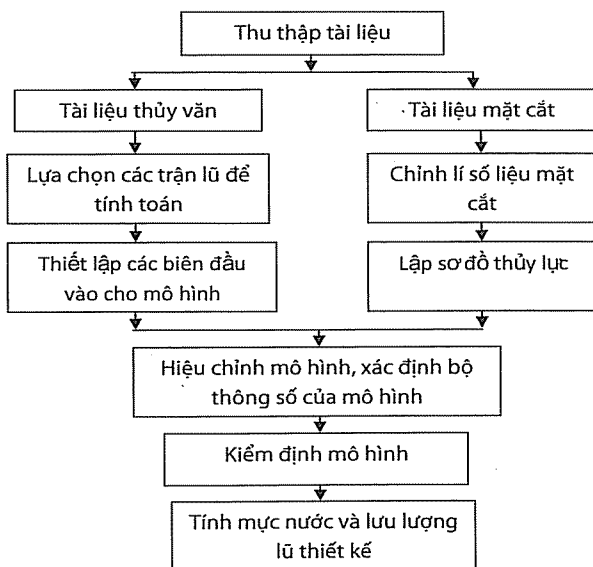 Thu thập tài liệu
Tài liệu thủy văn
Tài liệu mặt cắt
Lựa chọn các trận lũ để
tính toán
Chỉnh lí số liệu mặt
cắt
Thiết lập các biên đầu
vào cho mô hình
Lập sơ đồ thủy lực
Hiệu chỉnh mô hình, xác định bộ
thông số của mô hình
Kiểm định mô hình
Tính mực nước và lưu lượng
lũ thiết kế